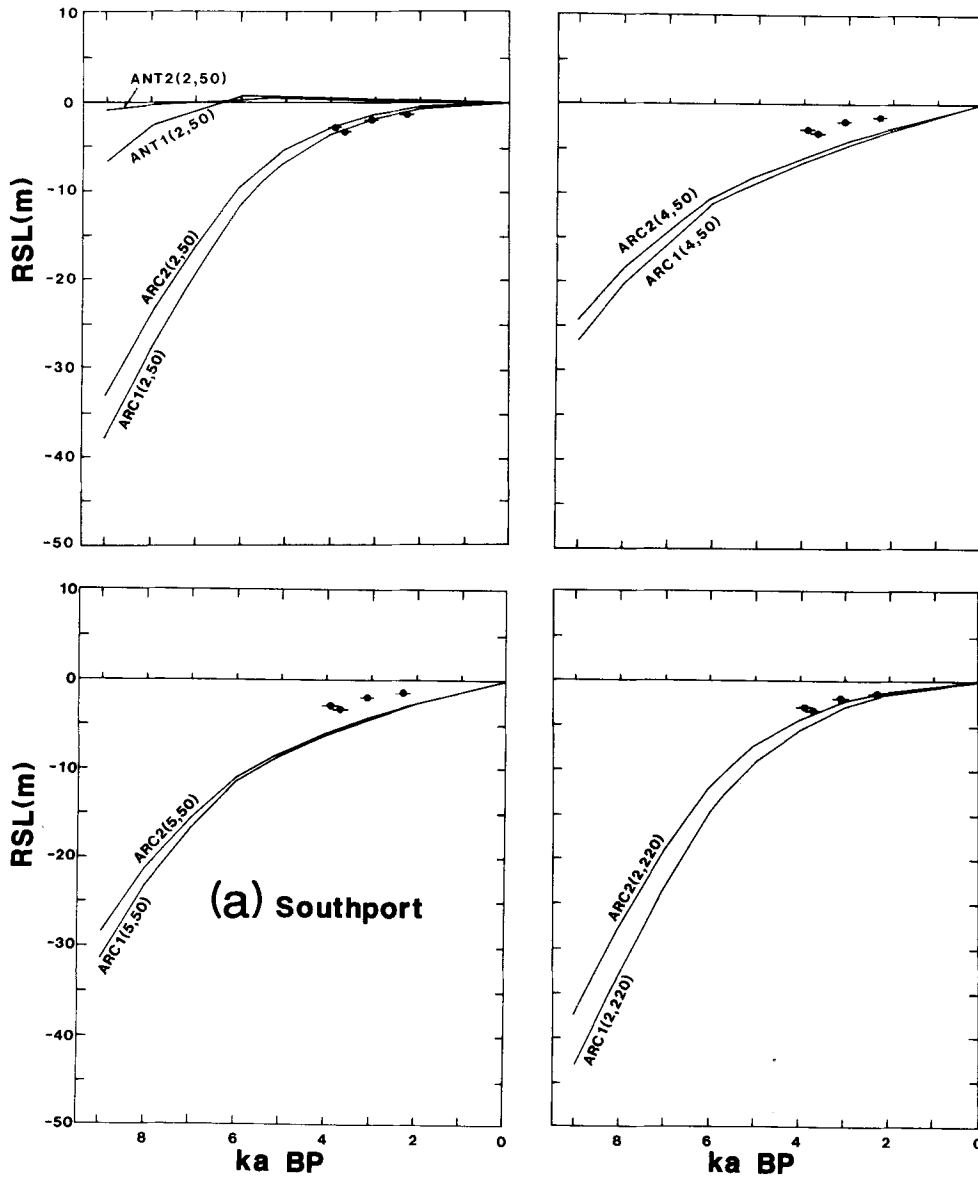 10
ANT2(2,50)
0
ANT1(2,50)
-10
RSL(m)
-20
ARC2(2,50)
-30
ARC1(2,50)
-40
-50
ARC2(4,50)
ARC1(4,50)
10
0
-10
RSL(m)
ARC2(5,50)
-20
(a) Southport
-30
ARC1(5,50)
-40
-50
8 6 4 2 0
ka BP
ARC2(2,220)
ARC1(2,220)
8 6 4 2 0
ka BP